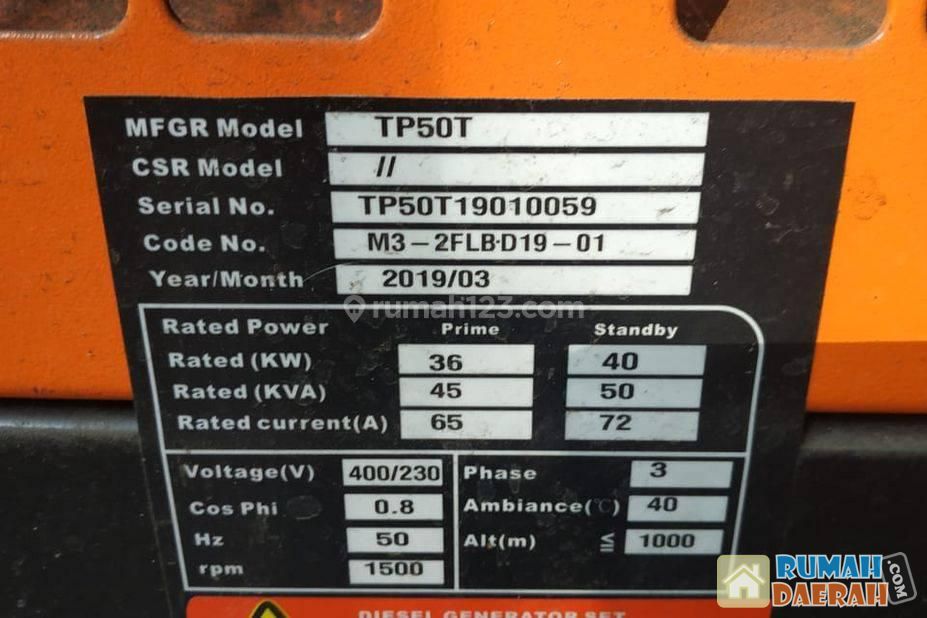 MFGR Model TP50T
CSR Model //
Serial No. TP50T19010059
Code No. M3-2FLB·D19-01
Year/Month 2019/03
rumah123.com
Rated Power Prime Standby
Rated (KW) 36 40
Rated (KVA) 45 50
Rated current(A) 65 72
Voltage(V) 400/230 Phase 3
Cos Phi 0.8 Ambiance(℃) 40
Hz 50 Alt(m) ≦ 1000
rpm 1500
DIESEL GENERATOR SET
RUMAH
DAERAH
.com